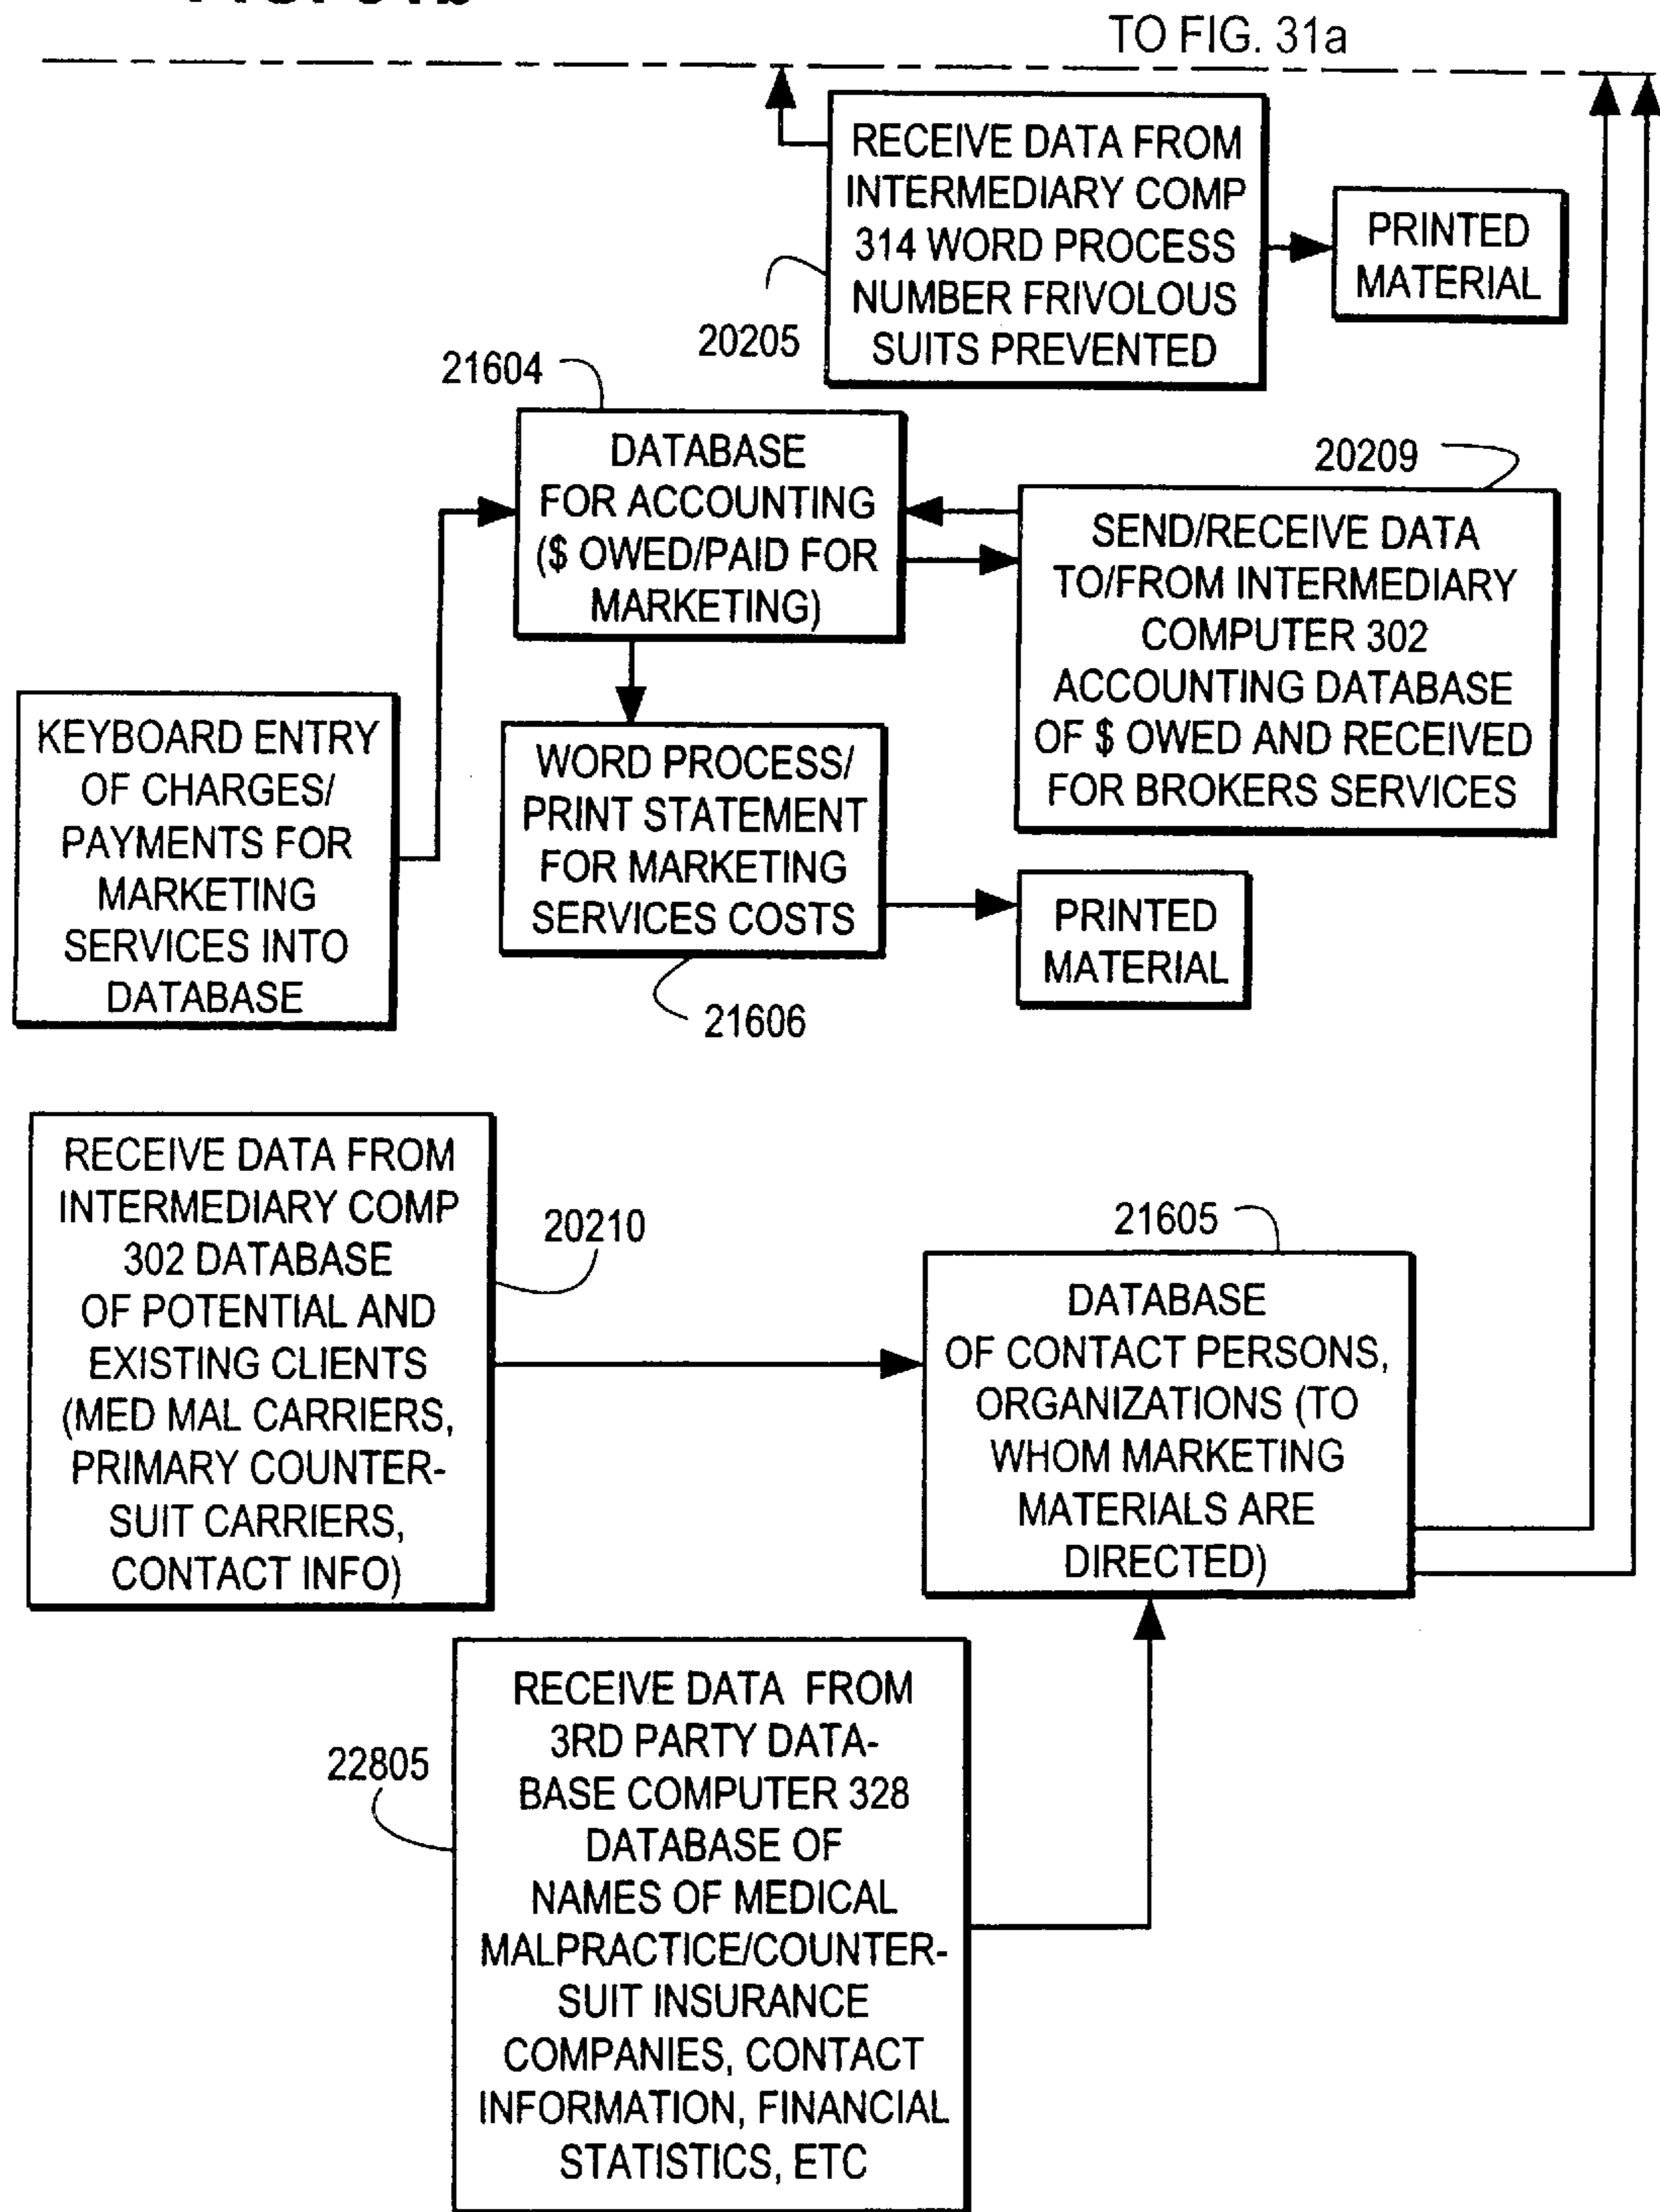 TO FIG. 31a
RECEIVE DATA FROM
INTERMEDIARY COMP
314 WORD PROCESS
NUMBER FRIVOLOUS
SUITS PREVENTED
PRINTED
MATERIAL
20205
21604
DATABASE
FOR ACCOUNTING
($ OWED/PAID FOR
MARKETING)
20209
SEND/RECEIVE DATA
TO/FROM INTERMEDIARY
COMPUTER 302
ACCOUNTING DATABASE
OF $ OWED AND RECEIVED
FOR BROKERS SERVICES
KEYBOARD ENTRY
OF CHARGES/
PAYMENTS FOR
MARKETING
SERVICES INTO
DATABASE
WORD PROCESS/
PRINT STATEMENT
FOR MARKETING
SERVICES COSTS
PRINTED
MATERIAL
21606
RECEIVE DATA FROM
INTERMEDIARY COMP
302 DATABASE
OF POTENTIAL AND
EXISTING CLIENTS
(MED MAL CARRIERS,
PRIMARY COUNTER-
SUIT CARRIERS,
CONTACT INFO)
20210
21605
DATABASE
OF CONTACT PERSONS,
ORGANIZATIONS (TO
WHOM MARKETING
MATERIALS ARE
DIRECTED)
22805
RECEIVE DATA FROM
3RD PARTY DATA-
BASE COMPUTER 328
DATABASE OF
NAMES OF MEDICAL
MALPRACTICE/COUNTER-
SUIT INSURANCE
COMPANIES, CONTACT
INFORMATION, FINANCIAL
STATISTICS, ETC